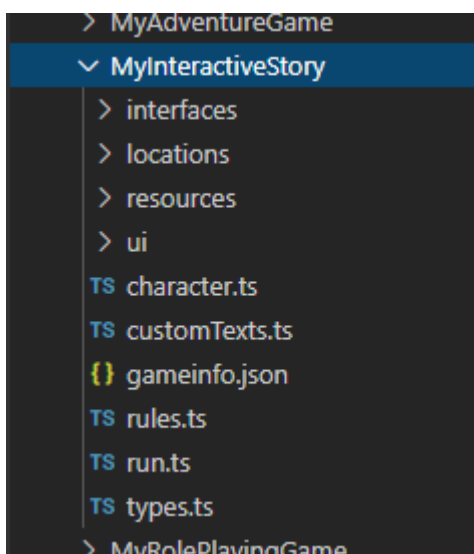 > MyAdventureGame
MyInteractiveStory
> interfaces
> locations
> resources
> ui
TS character.ts
TS customTexts.ts
{} gameinfo.json
TS rules.ts
TS run.ts
TS types.ts
> MyRolePlayingGame